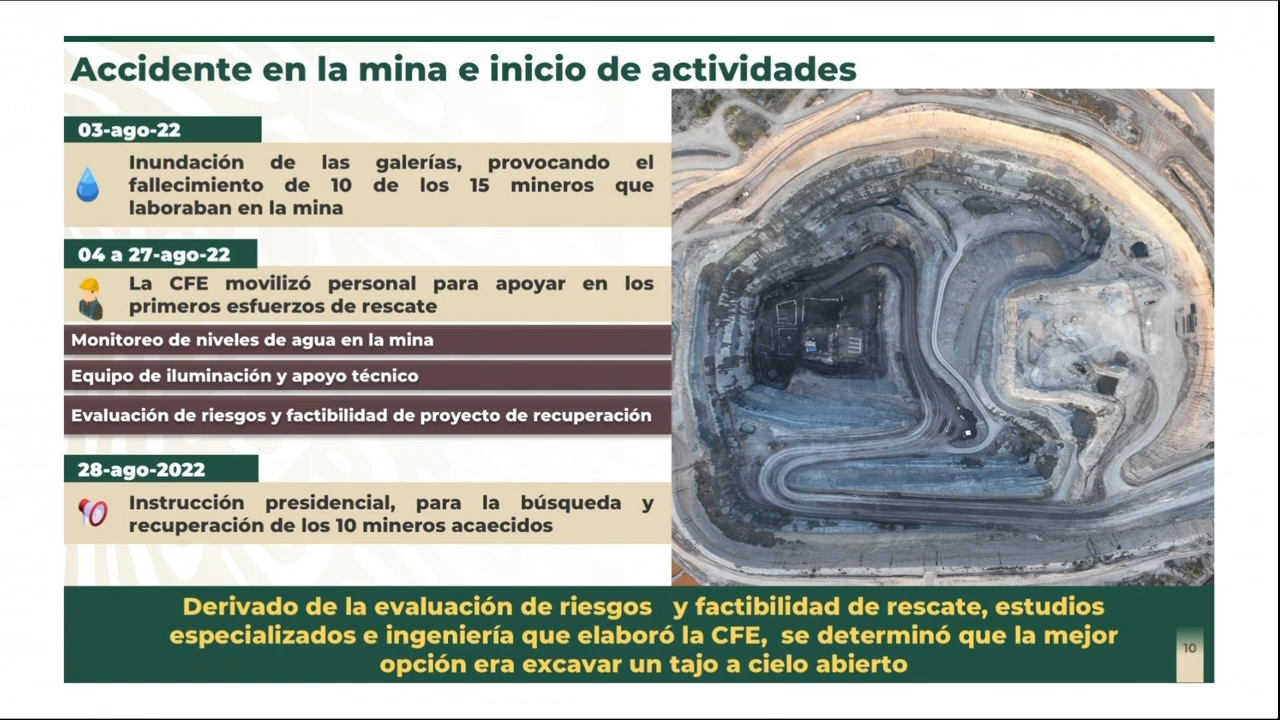 Accidente en la mina e inicio de actividades
03-ago-22
Inundación de las galerías, provocando el
fallecimiento de 10 de los 15 mineros que
laboraban en la mina
04 a 27-ago-22
La CFE movilizó personal para apoyar en los
primeros esfuerzos de rescate
Monitoreo de niveles de agua en la mina
Equipo de iluminación y apoyo técnico
Evaluación de riesgos y factibilidad de proyecto de recuperación
28-ago-2022
Instrucción presidencial, para la búsqueda y
recuperación de los 10 mineros acaecidos
Derivado de la evaluación de riesgos y factibilidad de rescate, estudios
especializados e ingeniería que elaboró la CFE, se determinó que la mejor
opción era excavar un tajo a cielo abierto
10